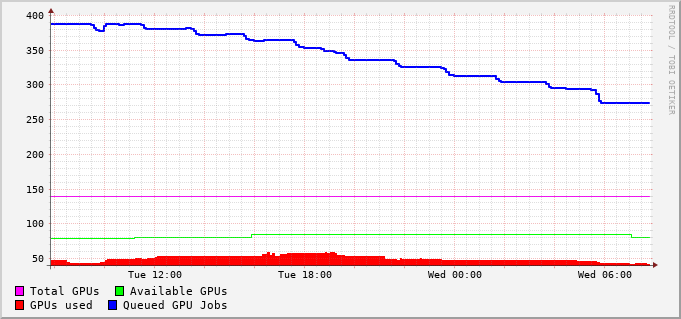 400
350
300
250
200
150
100
50
Tue 12:00 Tue 18:00 Wed 00:00 Wed 06:00
Total GPUs Available GPUs
GPUs used Queued GPU Jobs
RRDTOOL / TOBI OETIKER